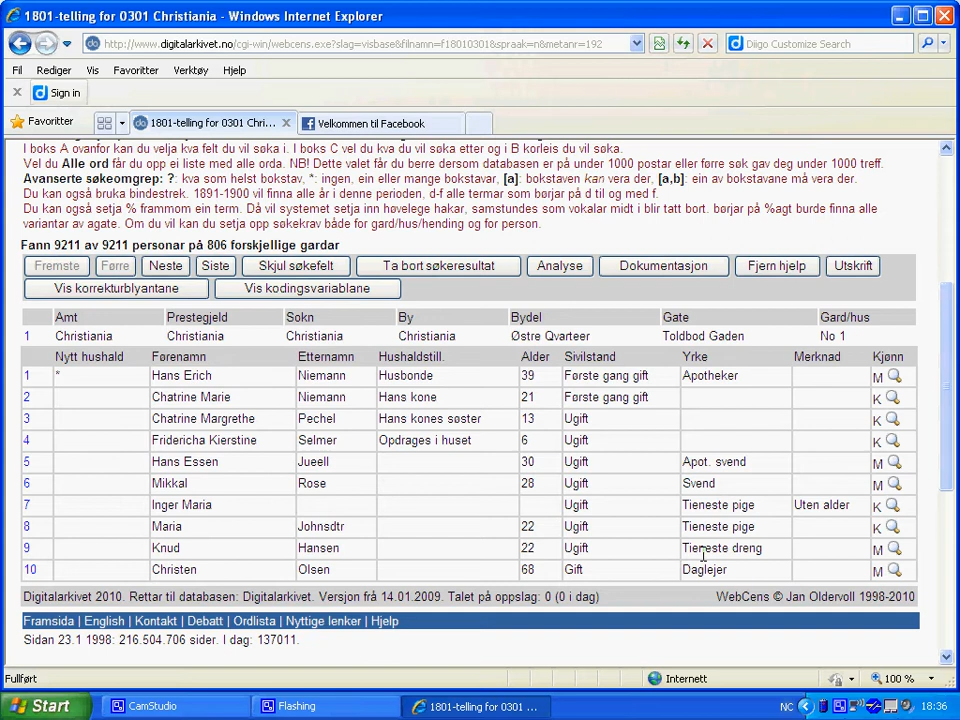 1801-telling for 0301 Christiania - Windows Internet Explorer
http://www.digitalarkivet.no/cgi-win/webcens.exe?slag=visbase&filnamn=f18010301&spraak=n&metanr=192
Diigo Customize Search
Fil Rediger Vis Favoritter Verktøy Hjelp
x Sign in
Favoritter 1801-telling for 0301 Chri... Velkommen til Facebook
I boks A ovanfor kan du velja kva felt du vil søka i. I boks C vel du kva du vil søka etter og i B korleis du vil søka.
Vel du Alle ord får du opp ei liste med alle orda. NB! Dette valet får du berre dersom databasen er på under 1000 postar eller førre søk gav deg under 1000 treff.
Avanserte søkeomgrep: ?: kva som helst bokstav, *: ingen, ein eller mange bokstavar, [a]: bokstaven kan vera der, [a,b]: ein av bokstavane må vera der.
Du kan også bruka bindestrek. 1891-1900 vil finna alle år i denne perioden, d-f alle termar som børjar på d til og med f.
Du kan også setja % frammom ein term. Då vil systemet setja inn høvelege hakar, samstundes som vokalar midt i blir tatt bort. børjar på %agt burde finna alle
variantar av agate. Om du vil kan du setja opp søkekrav både for gard/hus/hending og for person.
Fann 9211 av 9211 personar på 806 forskjellige gardar
Fremste Førre Neste Siste Skjul søkefelt Ta bort søkeresultat Analyse Dokumentasjon Fjern hjelp Utskrift
Vis korrekturblyantane Vis kodingsvariablane
Amt Prestegjeld Sokn By Bydel Gate Gard/hus
1 Christiania Christiania Christiania Christiania Østre Qvarteer Toldbod Gaden No 1
Nytt hushald Førenamn Etternamn Hushaldstill. Alder Sivilstand Yrke Merknad Kjønn
1 * Hans Erich Niemann Husbonde 39 Første gang gift Apotheker M
2 Chatrine Marie Niemann Hans kone 21 Første gang gift K
3 Chatrine Margrethe Pechel Hans kones søster 13 Ugift K
4 Fridericha Kierstine Selmer Opdrages i huset 6 Ugift K
5 Hans Essen Jueell 30 Ugift Apot. svend M
6 Mikkal Rose 28 Ugift Svend M
7 Inger Maria Ugift Tieneste pige Uten alder K
8 Maria Johnsdtr 22 Ugift Tieneste pige K
9 Knud Hansen 22 Ugift Tieneste dreng M
10 Christen Olsen 68 Gift Daglejer M
Digitalarkivet 2010. Rettar til databasen: Digitalarkivet. Versjon frå 14.01.2009. Talet på oppslag: 0 (0 i dag) WebCens © Jan Oldervoll 1998-2010
Framsida | English | Kontakt | Debatt | Ordlista | Nyttige lenker | Hjelp
Sidan 23.1 1998: 216.504.706 sider. I dag: 137011.
Fullført Internett 100 %
Start CamStudio Flashing 1801-telling for 0301 ... NC 18:36